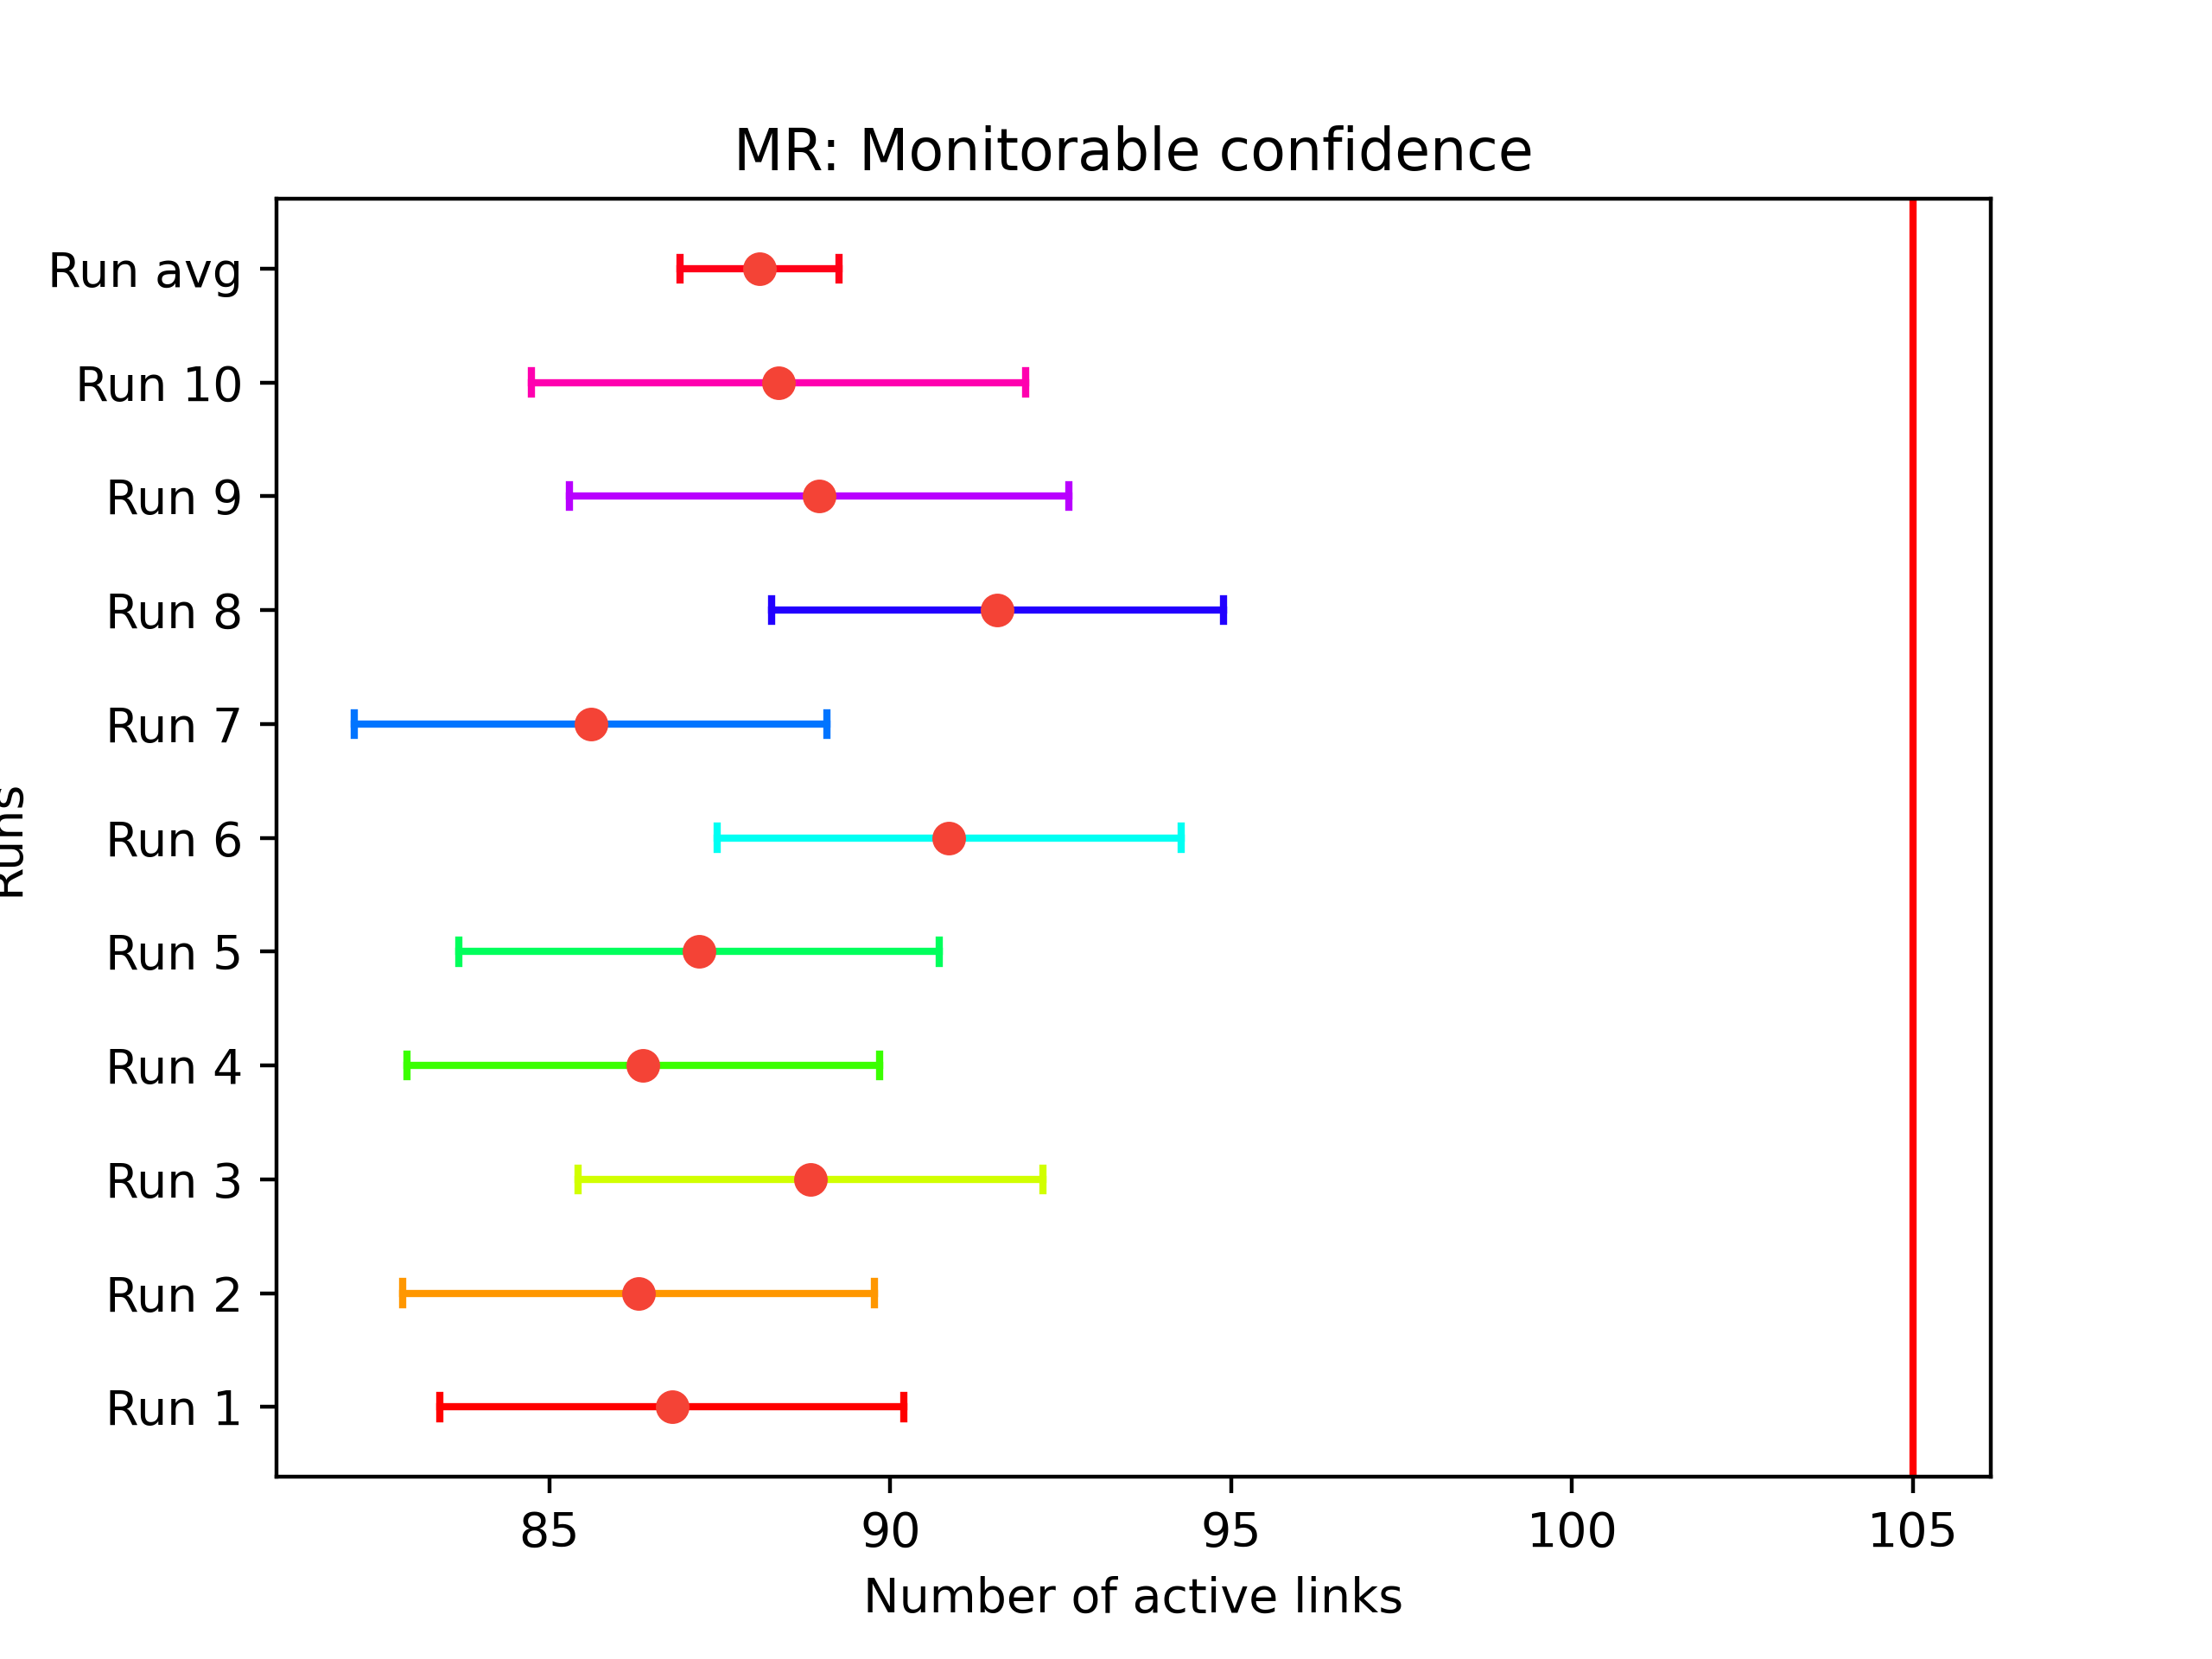 MR: Monitorable confidence
Run avg
Run 10
Run 9
Run 8
Run 7
Run 6
Run 5
Run 4
Run 3
Run 2
Run 1
Runs
85 90 95 100 105
Number of active links